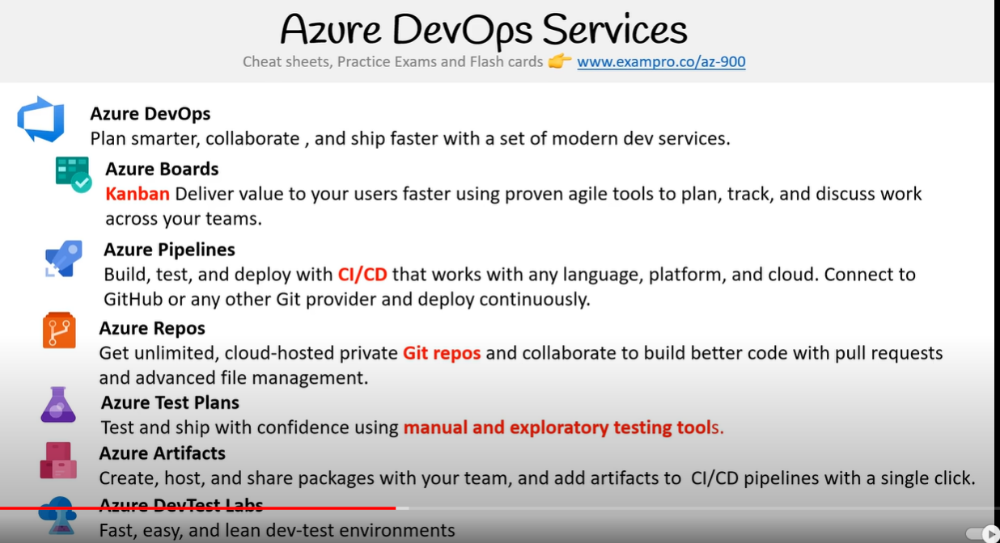 Azure DevOps Services
Cheat sheets, Practice Exams and Flash cards 👉 www.exampro.co/az-900
Azure DevOps
Plan smarter, collaborate , and ship faster with a set of modern dev services.
Azure Boards
Kanban Deliver value to your users faster using proven agile tools to plan, track, and discuss work
across your teams.
Azure Pipelines
Build, test, and deploy with CI/CD that works with any language, platform, and cloud. Connect to
GitHub or any other Git provider and deploy continuously.
Azure Repos
Get unlimited, cloud-hosted private Git repos and collaborate to build better code with pull requests
and advanced file management.
Azure Test Plans
Test and ship with confidence using manual and exploratory testing tools.
Azure Artifacts
Create, host, and share packages with your team, and add artifacts to  CI/CD pipelines with a single click.
Azure DevTest Labs
Fast, easy, and lean dev-test environments